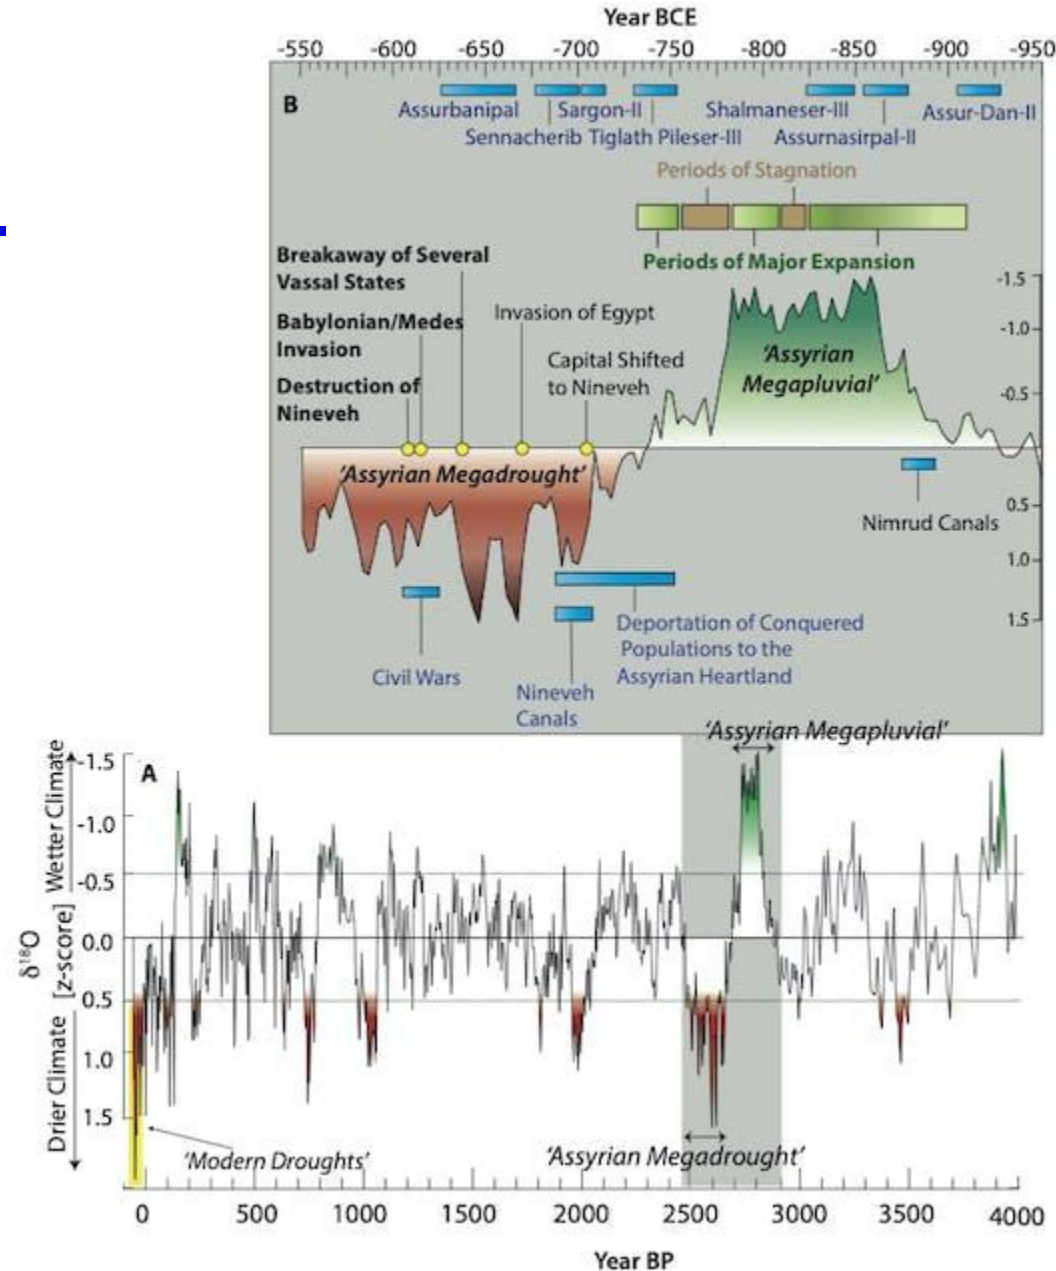 Year BCE
-550 -600 -650 -700 -750 -800 -850 -900 -950
B
Assurbanipal Sargon-II Shalmaneser-III Assur-Dan-II
Sennacherib Tiglath Pileser-III Assurnasirpal-II
Periods of Stagnation
Periods of Major Expansion
Breakaway of Several
Vassal States
Babylonian/Medes
Invasion
Destruction of
Nineveh
Invasion of Egypt
Capital Shifted
to Nineveh
'Assyrian
Megapluvial'
'Assyrian Megadrought'
-1.5
-1.0
-0.5
0.5
1.0
1.5
Nimrud Canals
Civil Wars
Nineveh
Canals
Deportation of Conquered
Populations to the
Assyrian Heartland
'Assyrian Megapluvial'
A
-1.5
-1.0
-0.5
0.0
0.5
1.0
1.5
δ¹⁸O
[z-score]
Wetter Climate
Drier Climate
'Modern Droughts'
'Assyrian Megadrought'
0 500 1000 1500 2000 2500 3000 3500 4000
Year BP